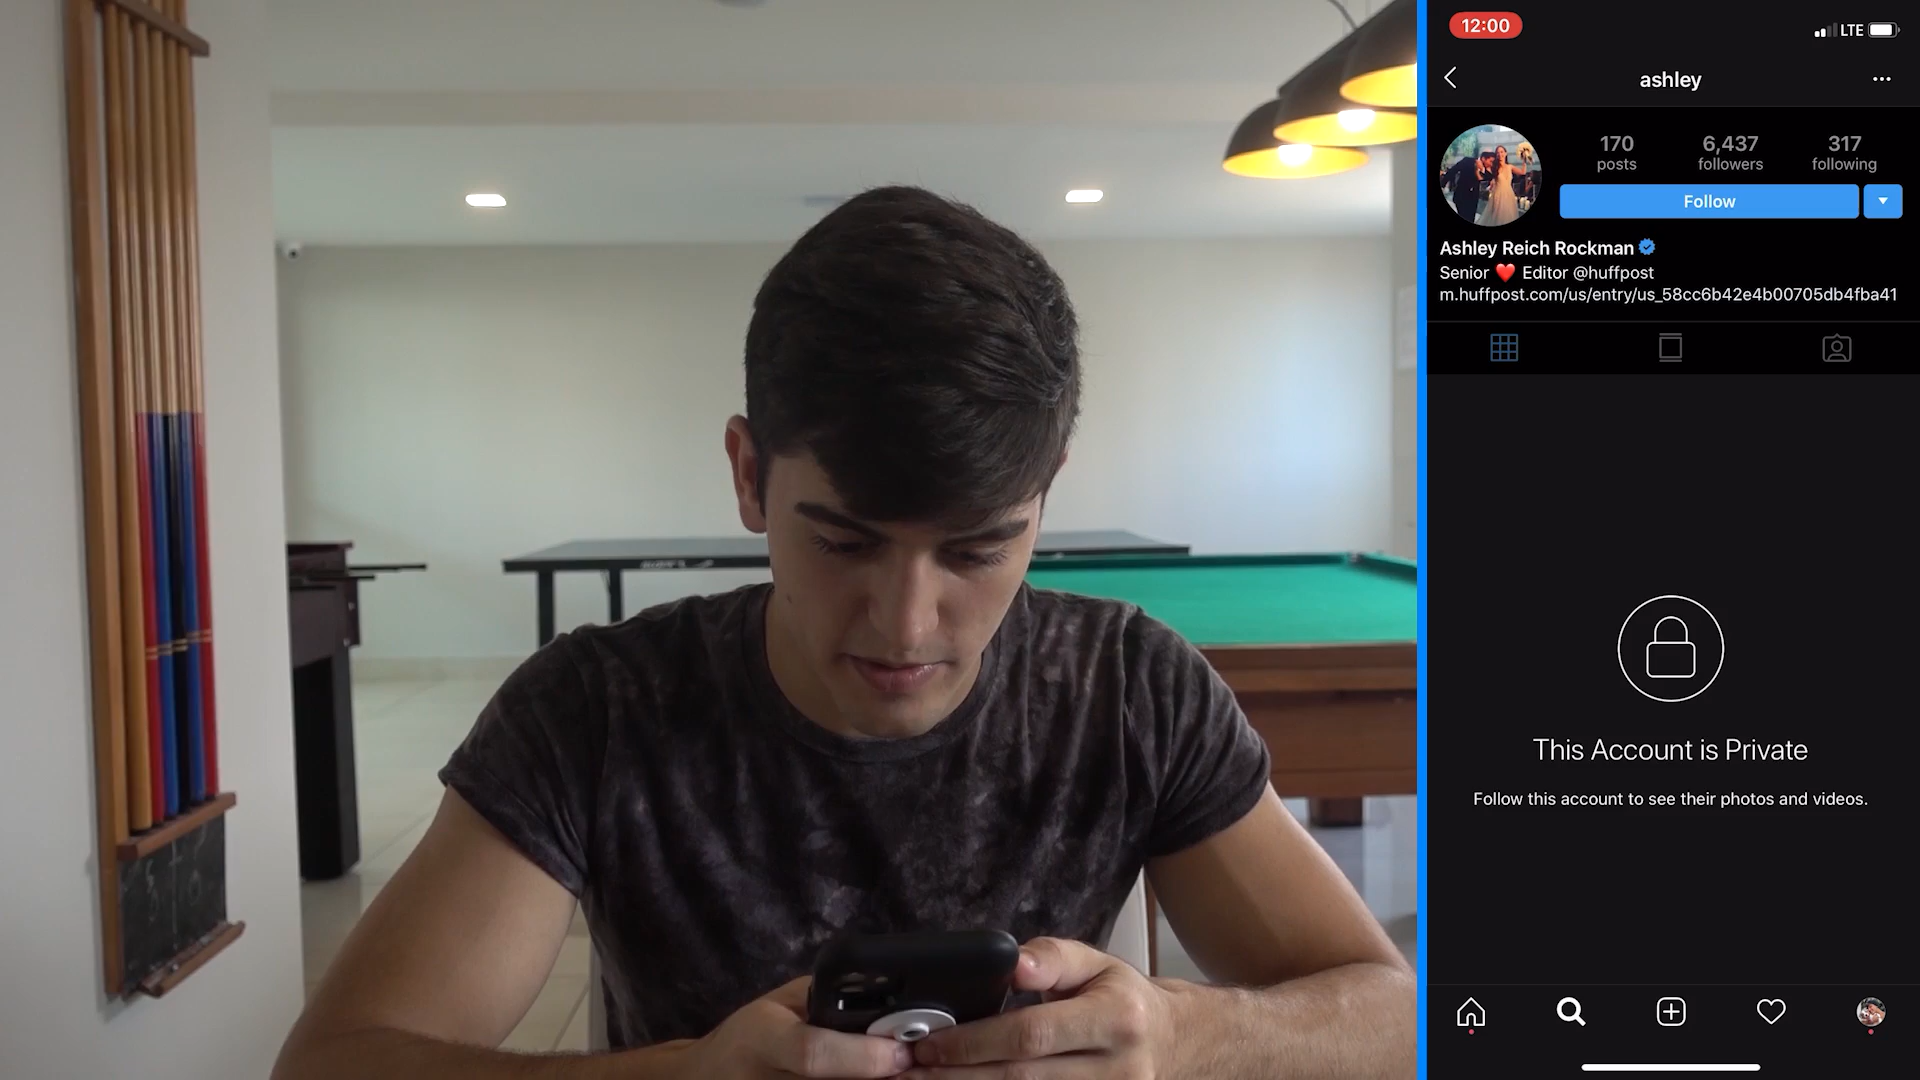 12:00
LTE
ashley
170
posts
6,437
followers
317
following
Follow
Ashley Reich Rockman
Senior ❤️ Editor @huffpost
m.huffpost.com/us/entry/us_58cc6b42e4b00705db4fba41
This Account is Private
Follow this account to see their photos and videos.